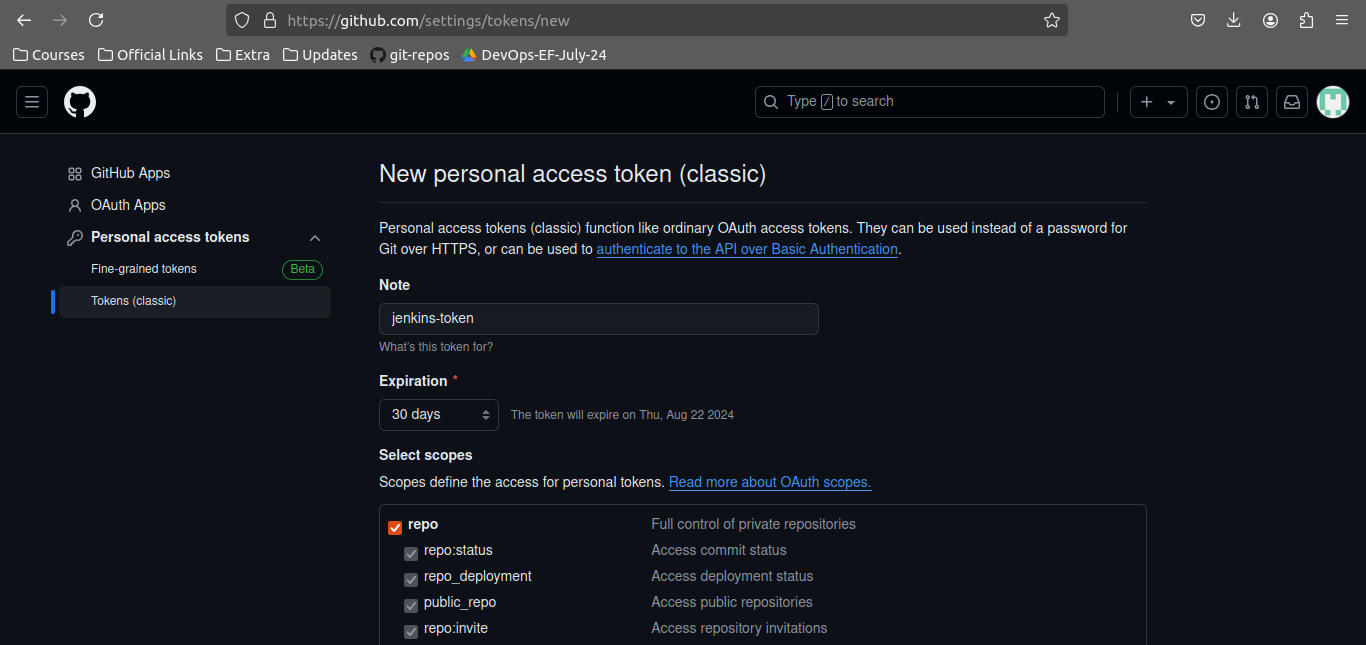 https://github.com/settings/tokens/new
Courses Official Links Extra Updates git-repos DevOps-EF-July-24
Type / to search
GitHub Apps
OAuth Apps
Personal access tokens
Fine-grained tokens Beta
Tokens (classic)
New personal access token (classic)
Personal access tokens (classic) function like ordinary OAuth access tokens. They can be used instead of a password for
Git over HTTPS, or can be used to authenticate to the API over Basic Authentication.
Note
jenkins-token
What's this token for?
Expiration *
30 days The token will expire on Thu, Aug 22 2024
Select scopes
Scopes define the access for personal tokens. Read more about OAuth scopes.
repo Full control of private repositories
repo:status Access commit status
repo_deployment Access deployment status
public_repo Access public repositories
repo:invite Access repository invitations